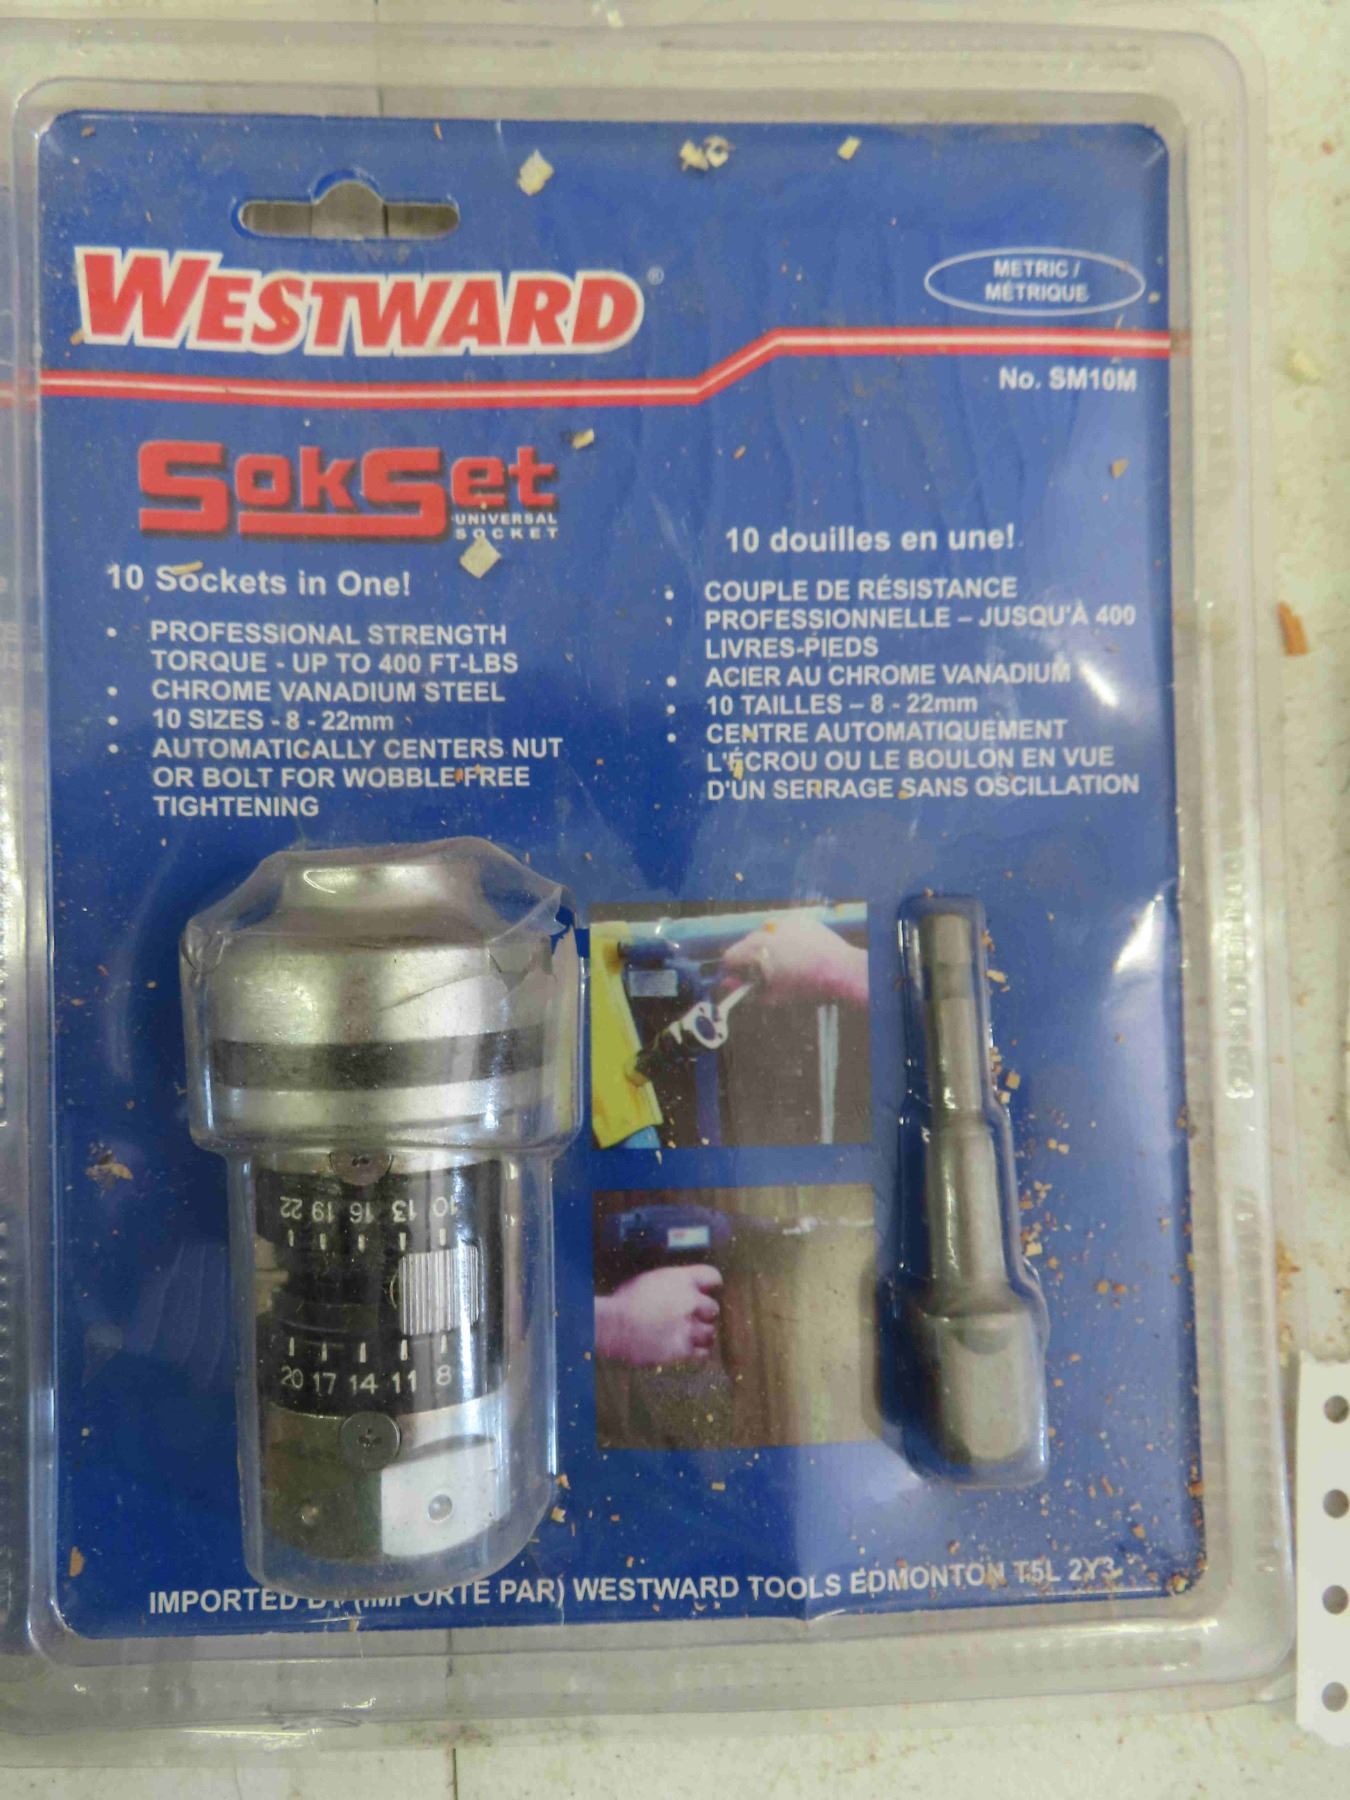 WESTWARD®
METRIC /
MÉTRIQUE
No. SM10M
SokSet
UNIVERSAL
SOCKET
10 Sockets in One!
• PROFESSIONAL STRENGTH
TORQUE - UP TO 400 FT-LBS
• CHROME VANADIUM STEEL
• 10 SIZES - 8 - 22mm
• AUTOMATICALLY CENTERS NUT
OR BOLT FOR WOBBLE FREE
TIGHTENING
10 douilles en une!
• COUPLE DE RÉSISTANCE
PROFESSIONNELLE – JUSQU'À 400
LIVRES-PIEDS
• ACIER AU CHROME VANADIUM
• 10 TAILLES – 8 - 22mm
• CENTRE AUTOMATIQUEMENT
L'ÉCROU OU LE BOULON EN VUE
D'UN SERRAGE SANS OSCILLATION
22 19 16 13 10
20 17 14 11 8
IMPORTED BY (IMPORTE PAR) WESTWARD TOOLS EDMONTON T5L 2Y3